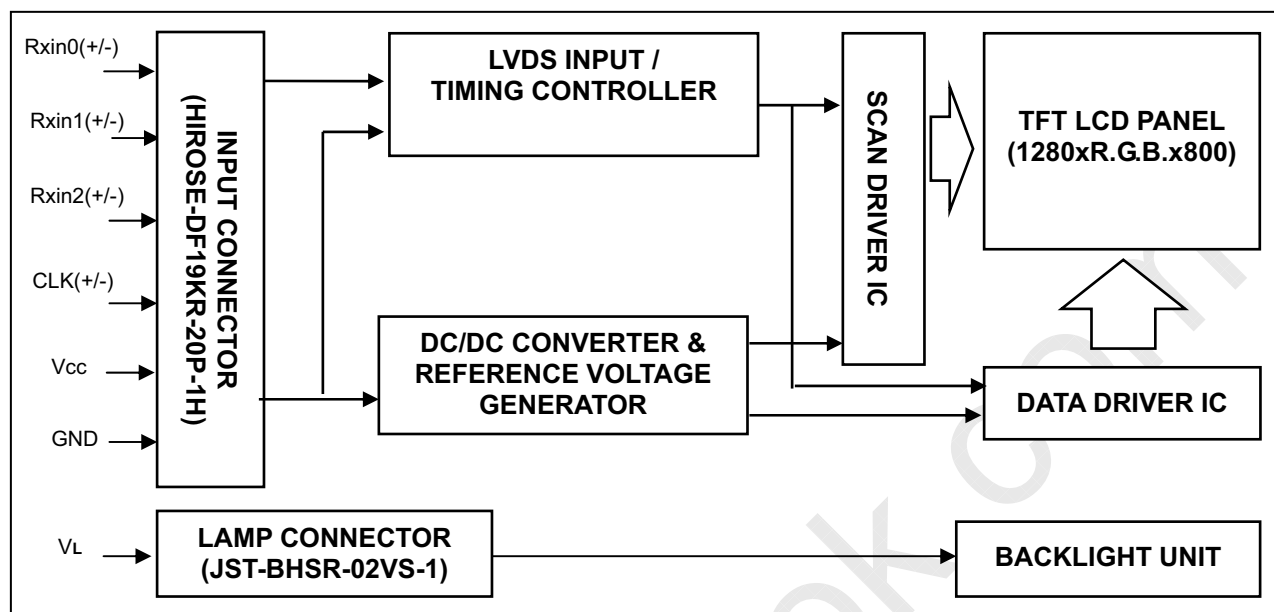 Rxin0(+/-)
Rxin1(+/-)
Rxin2(+/-)
CLK(+/-)
Vcc
GND
INPUT CONNECTOR
(HIROSE-DF19KR-20P-1H)
LVDS INPUT /
TIMING CONTROLLER
DC/DC CONVERTER &
REFERENCE VOLTAGE
GENERATOR
SCAN DRIVER IC
TFT LCD PANEL
(1280xR.G.B.x800)
DATA DRIVER IC
VL
LAMP CONNECTOR
(JST-BHSR-02VS-1)
BACKLIGHT UNIT
ok com